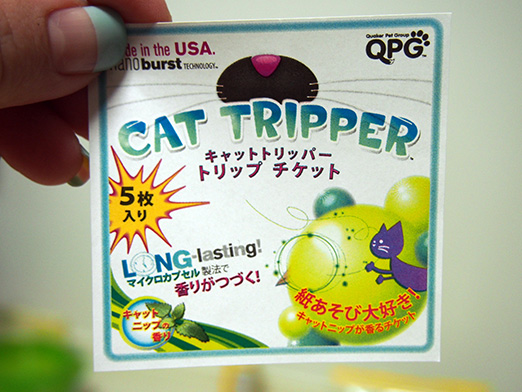 de in the USA.
nanoburst TECHNOLOGY™
Quaker Pet Group
QPG™
CAT TRIPPER™
キャットトリッパー
トリップ チケット
5枚
入り
LONG-lasting!
マイクロカプセル製法で
香りがつづく!
キャット
ニップの
香り
紙あそび大好き!
キャットニップが香るチケット